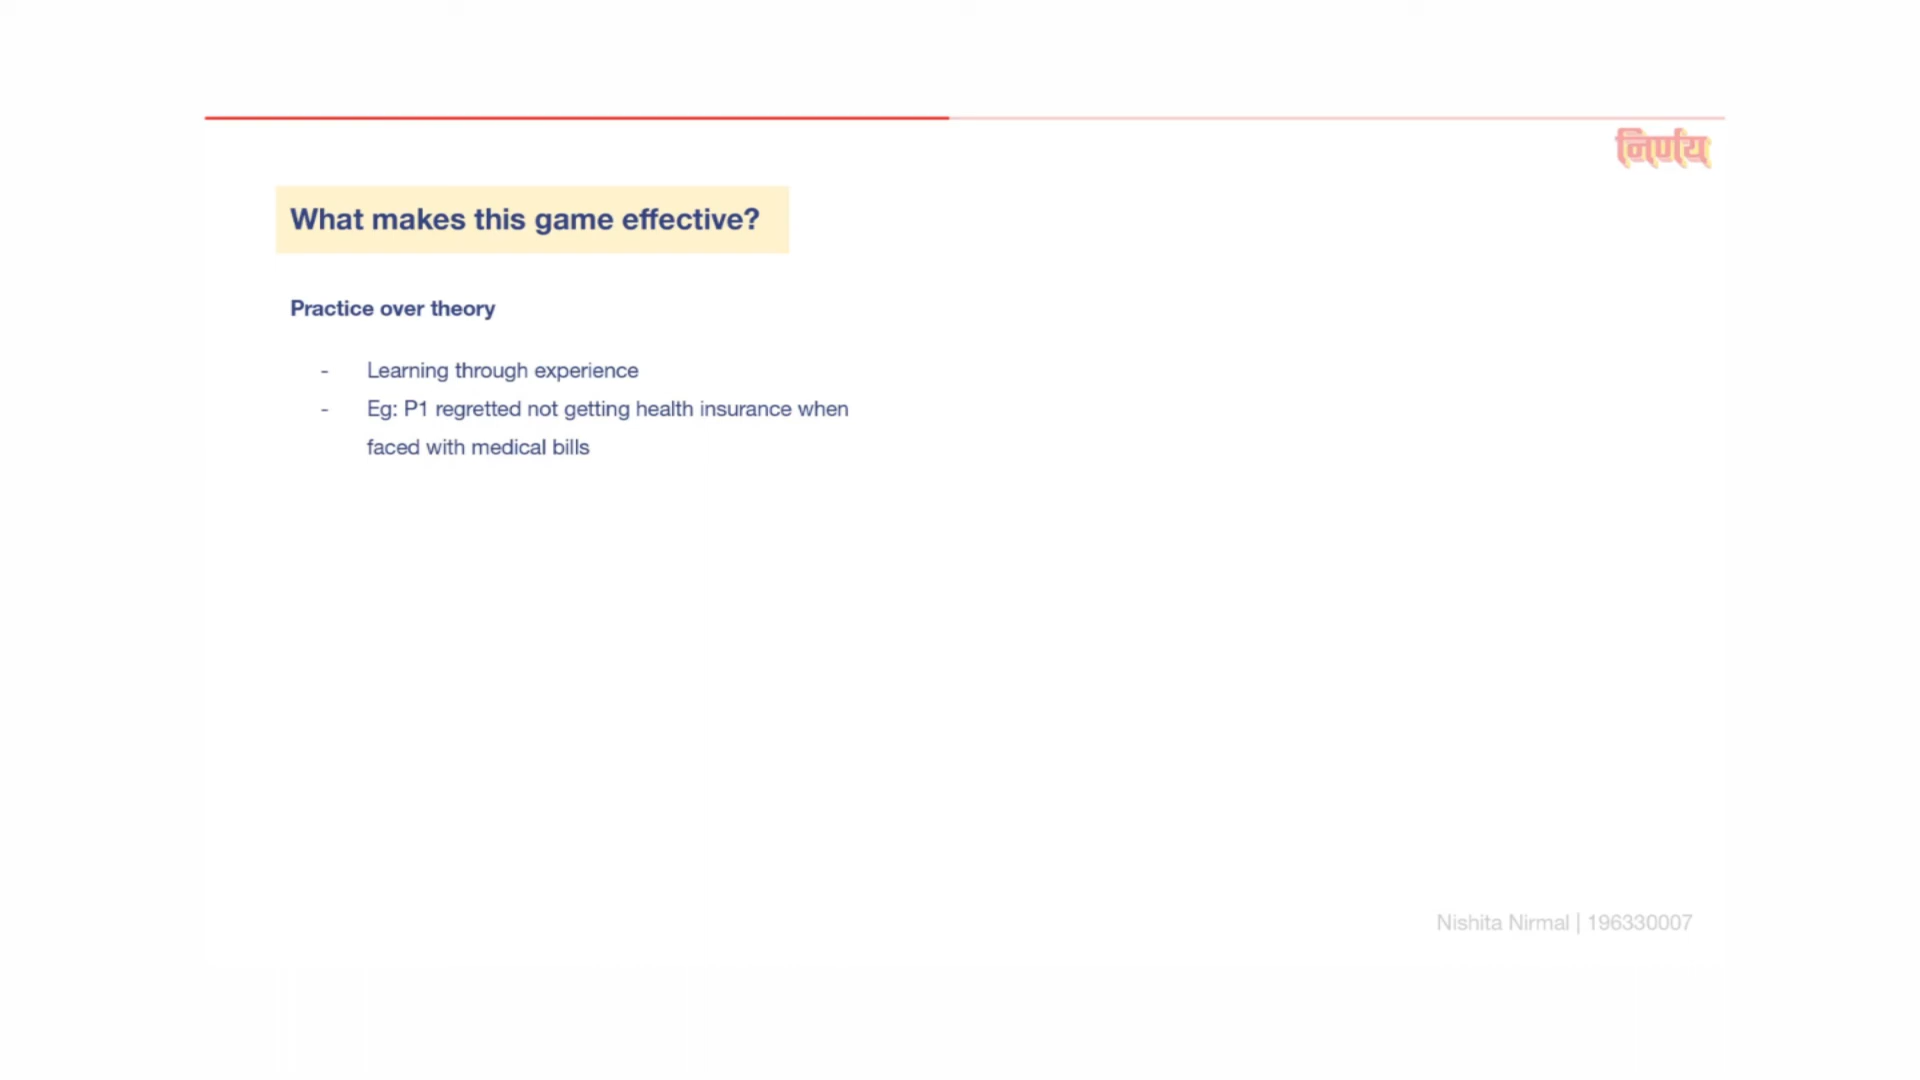 निर्णय
What makes this game effective?
Practice over theory
- Learning through experience
- Eg: P1 regretted not getting health insurance when
faced with medical bills
Nishita Nirmal | 196330007